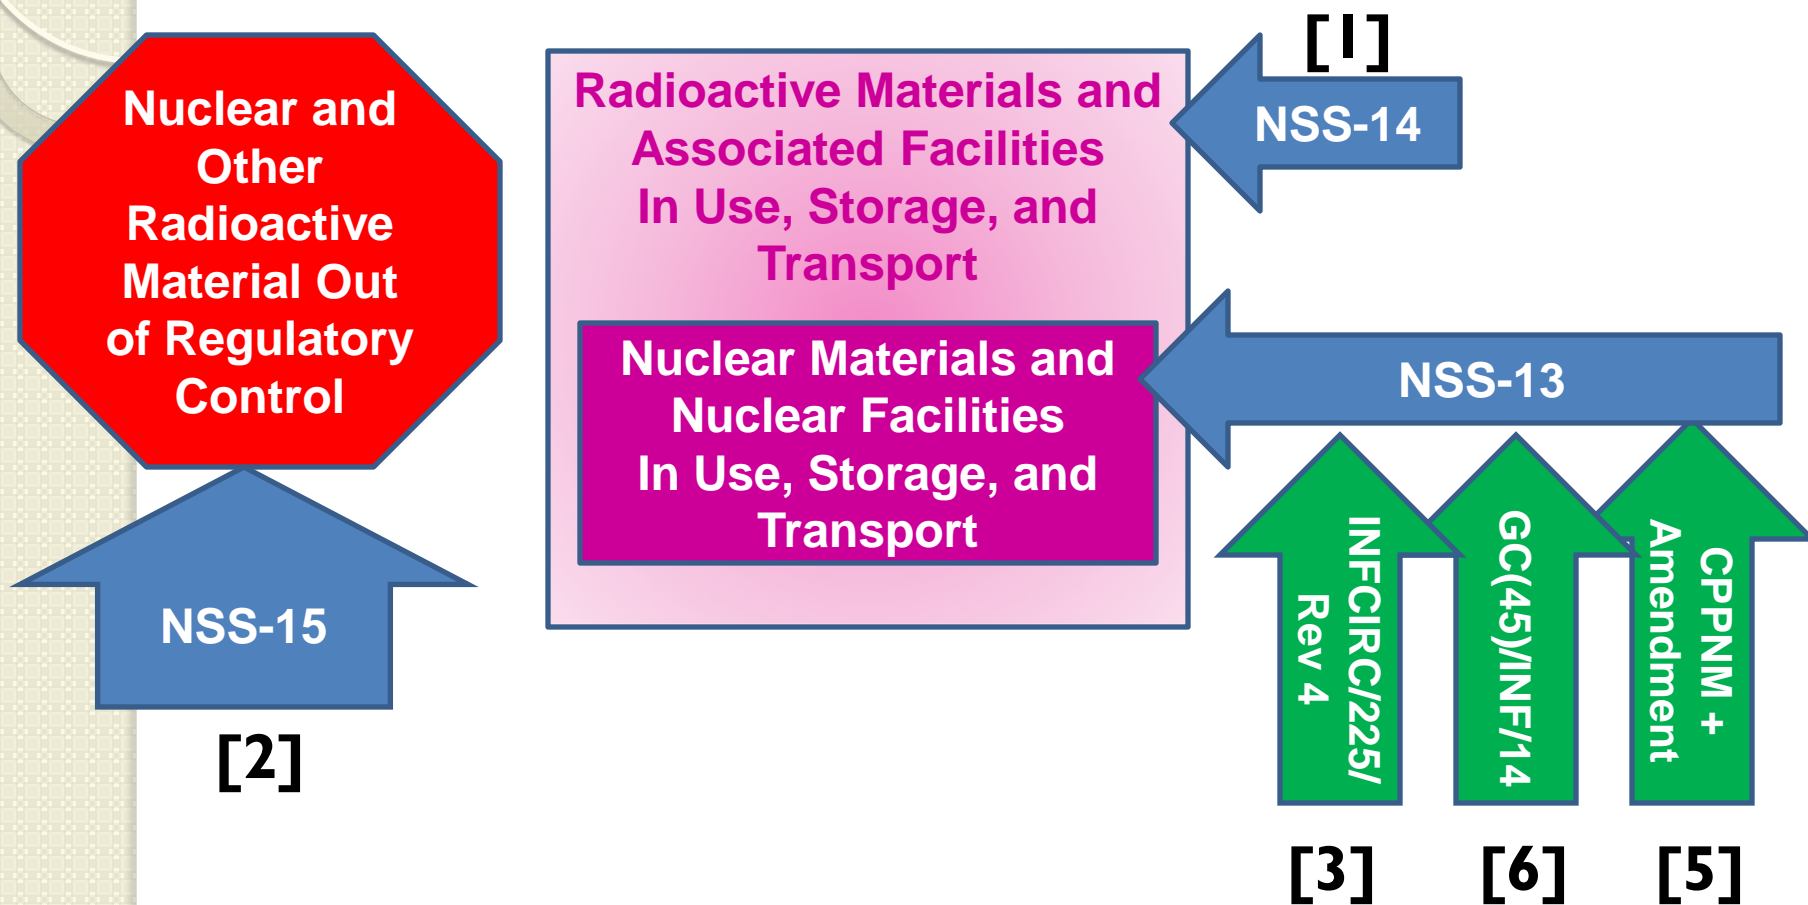 Nuclear and
Other
Radioactive
Material Out
of Regulatory
Control
NSS-15
[2]
Radioactive Materials and
Associated Facilities
In Use, Storage, and
Transport
Nuclear Materials and
Nuclear Facilities
In Use, Storage, and
Transport
[1]
NSS-14
NSS-13
INFCIRC/225/
Rev 4
[3]
GC(45)/INF/14
[6]
CPPNM +
Amendment
[5]